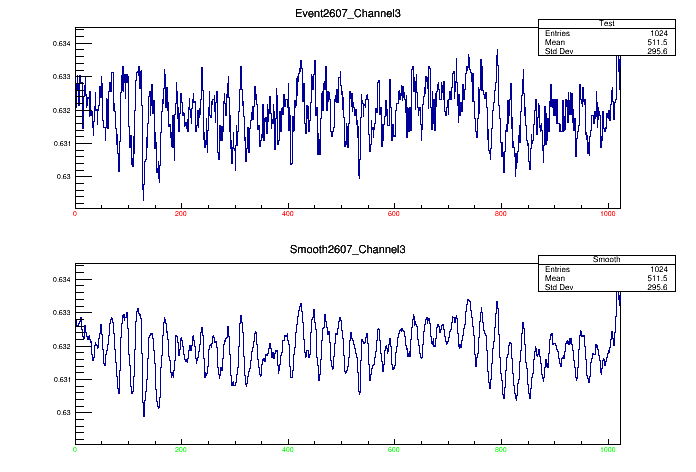 Event2607_Channel3
Test
Entries 1024
Mean 511.5
Std Dev 295.6
0.634
0.633
0.632
0.631
0.63
0 200 400 600 800 1000
Smooth2607_Channel3
Smooth
Entries 1024
Mean 511.5
Std Dev 295.6
0.634
0.633
0.632
0.631
0.63
0 200 400 600 800 1000